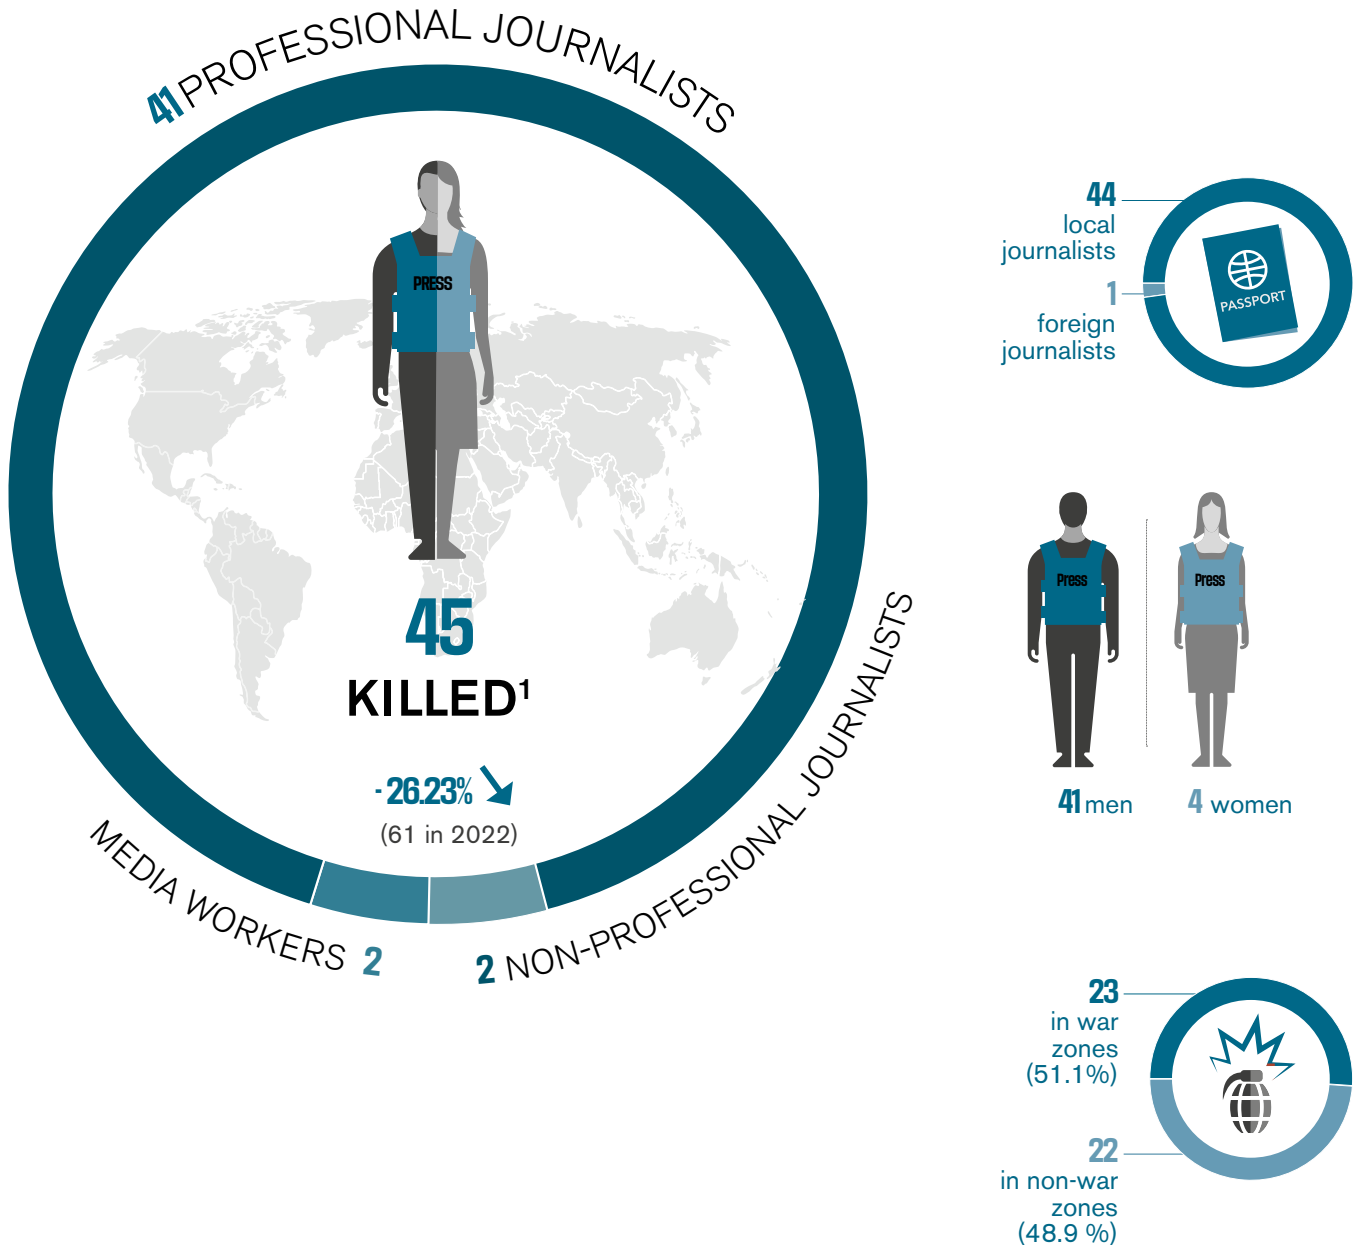 41 PROFESSIONAL JOURNALISTS
PRESS
45
KILLED¹
- 26.23%
(61 in 2022)
MEDIA WORKERS 2
2 NON-PROFESSIONAL JOURNALISTS
44
local
journalists
1
foreign
journalists
PASSPORT
Press
Press
41 men
4 women
23
in war
zones
(51.1%)
22
in non-war
zones
(48.9 %)